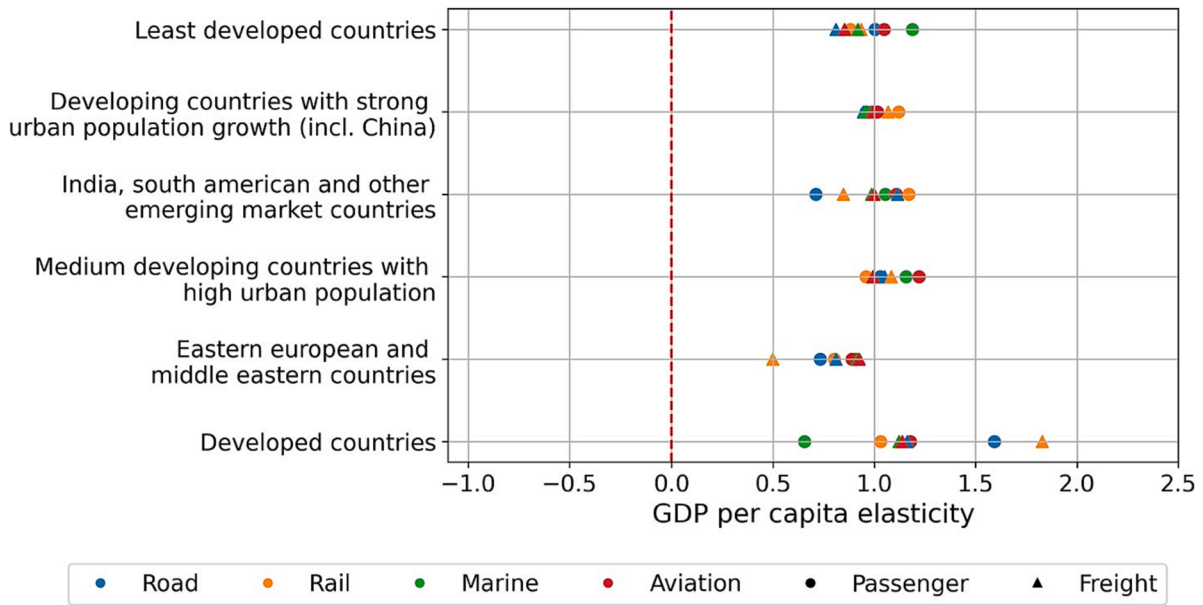 Least developed countries
Developing countries with strong
urban population growth (incl. China)
India, south american and other
emerging market countries
Medium developing countries with
high urban population
Eastern european and
middle eastern countries
Developed countries
−1.0 −0.5 0.0 0.5 1.0 1.5 2.0 2.5
GDP per capita elasticity
Road Rail Marine Aviation Passenger Freight